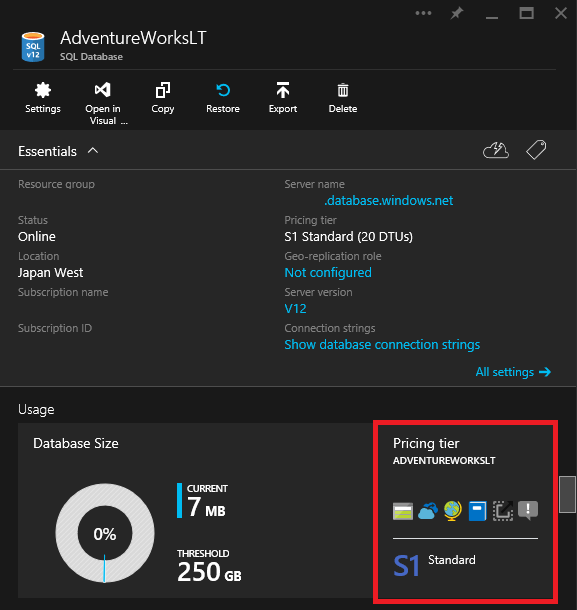 AdventureWorksLT
SQL Database
SQL
v12
Settings
Open in
Visual ...
Copy
Restore
Export
Delete
Essentials
Resource group
Server name
.database.windows.net
Status
Online
Pricing tier
S1 Standard (20 DTUs)
Location
Japan West
Geo-replication role
Not configured
Subscription name
Server version
V12
Subscription ID
Connection strings
Show database connection strings
All settings →
Usage
Database Size
0%
CURRENT
7 MB
THRESHOLD
250 GB
Pricing tier
ADVENTUREWORKSLT
S1 Standard